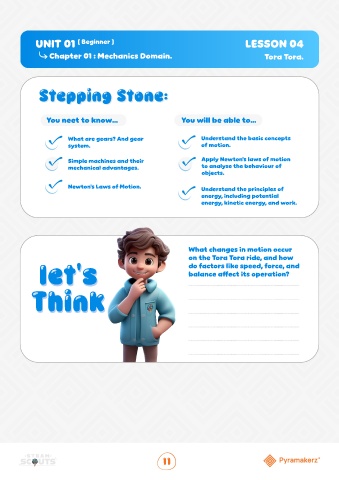 UNIT 01 [ Beginner ]
LESSON 04
Chapter 01 : Mechanics Domain.
Tora Tora.
Stepping Stone:
You neet to know...
What are gears? And gear
system.
Simple machines and their
mechanical advantages.
Newton's Laws of Motion.
You will be able to...
Understand the basic concepts
of motion.
Apply Newton's laws of motion
to analyse the behaviour of
objects.
Understand the principles of
energy, including potential
energy, kinetic energy, and work.
let's
Think
What changes in motion occur
on the Tora Tora ride, and how
do factors like speed, force, and
balance affect its operation?
STEAM
SCOUTS
11
Pyramakerz